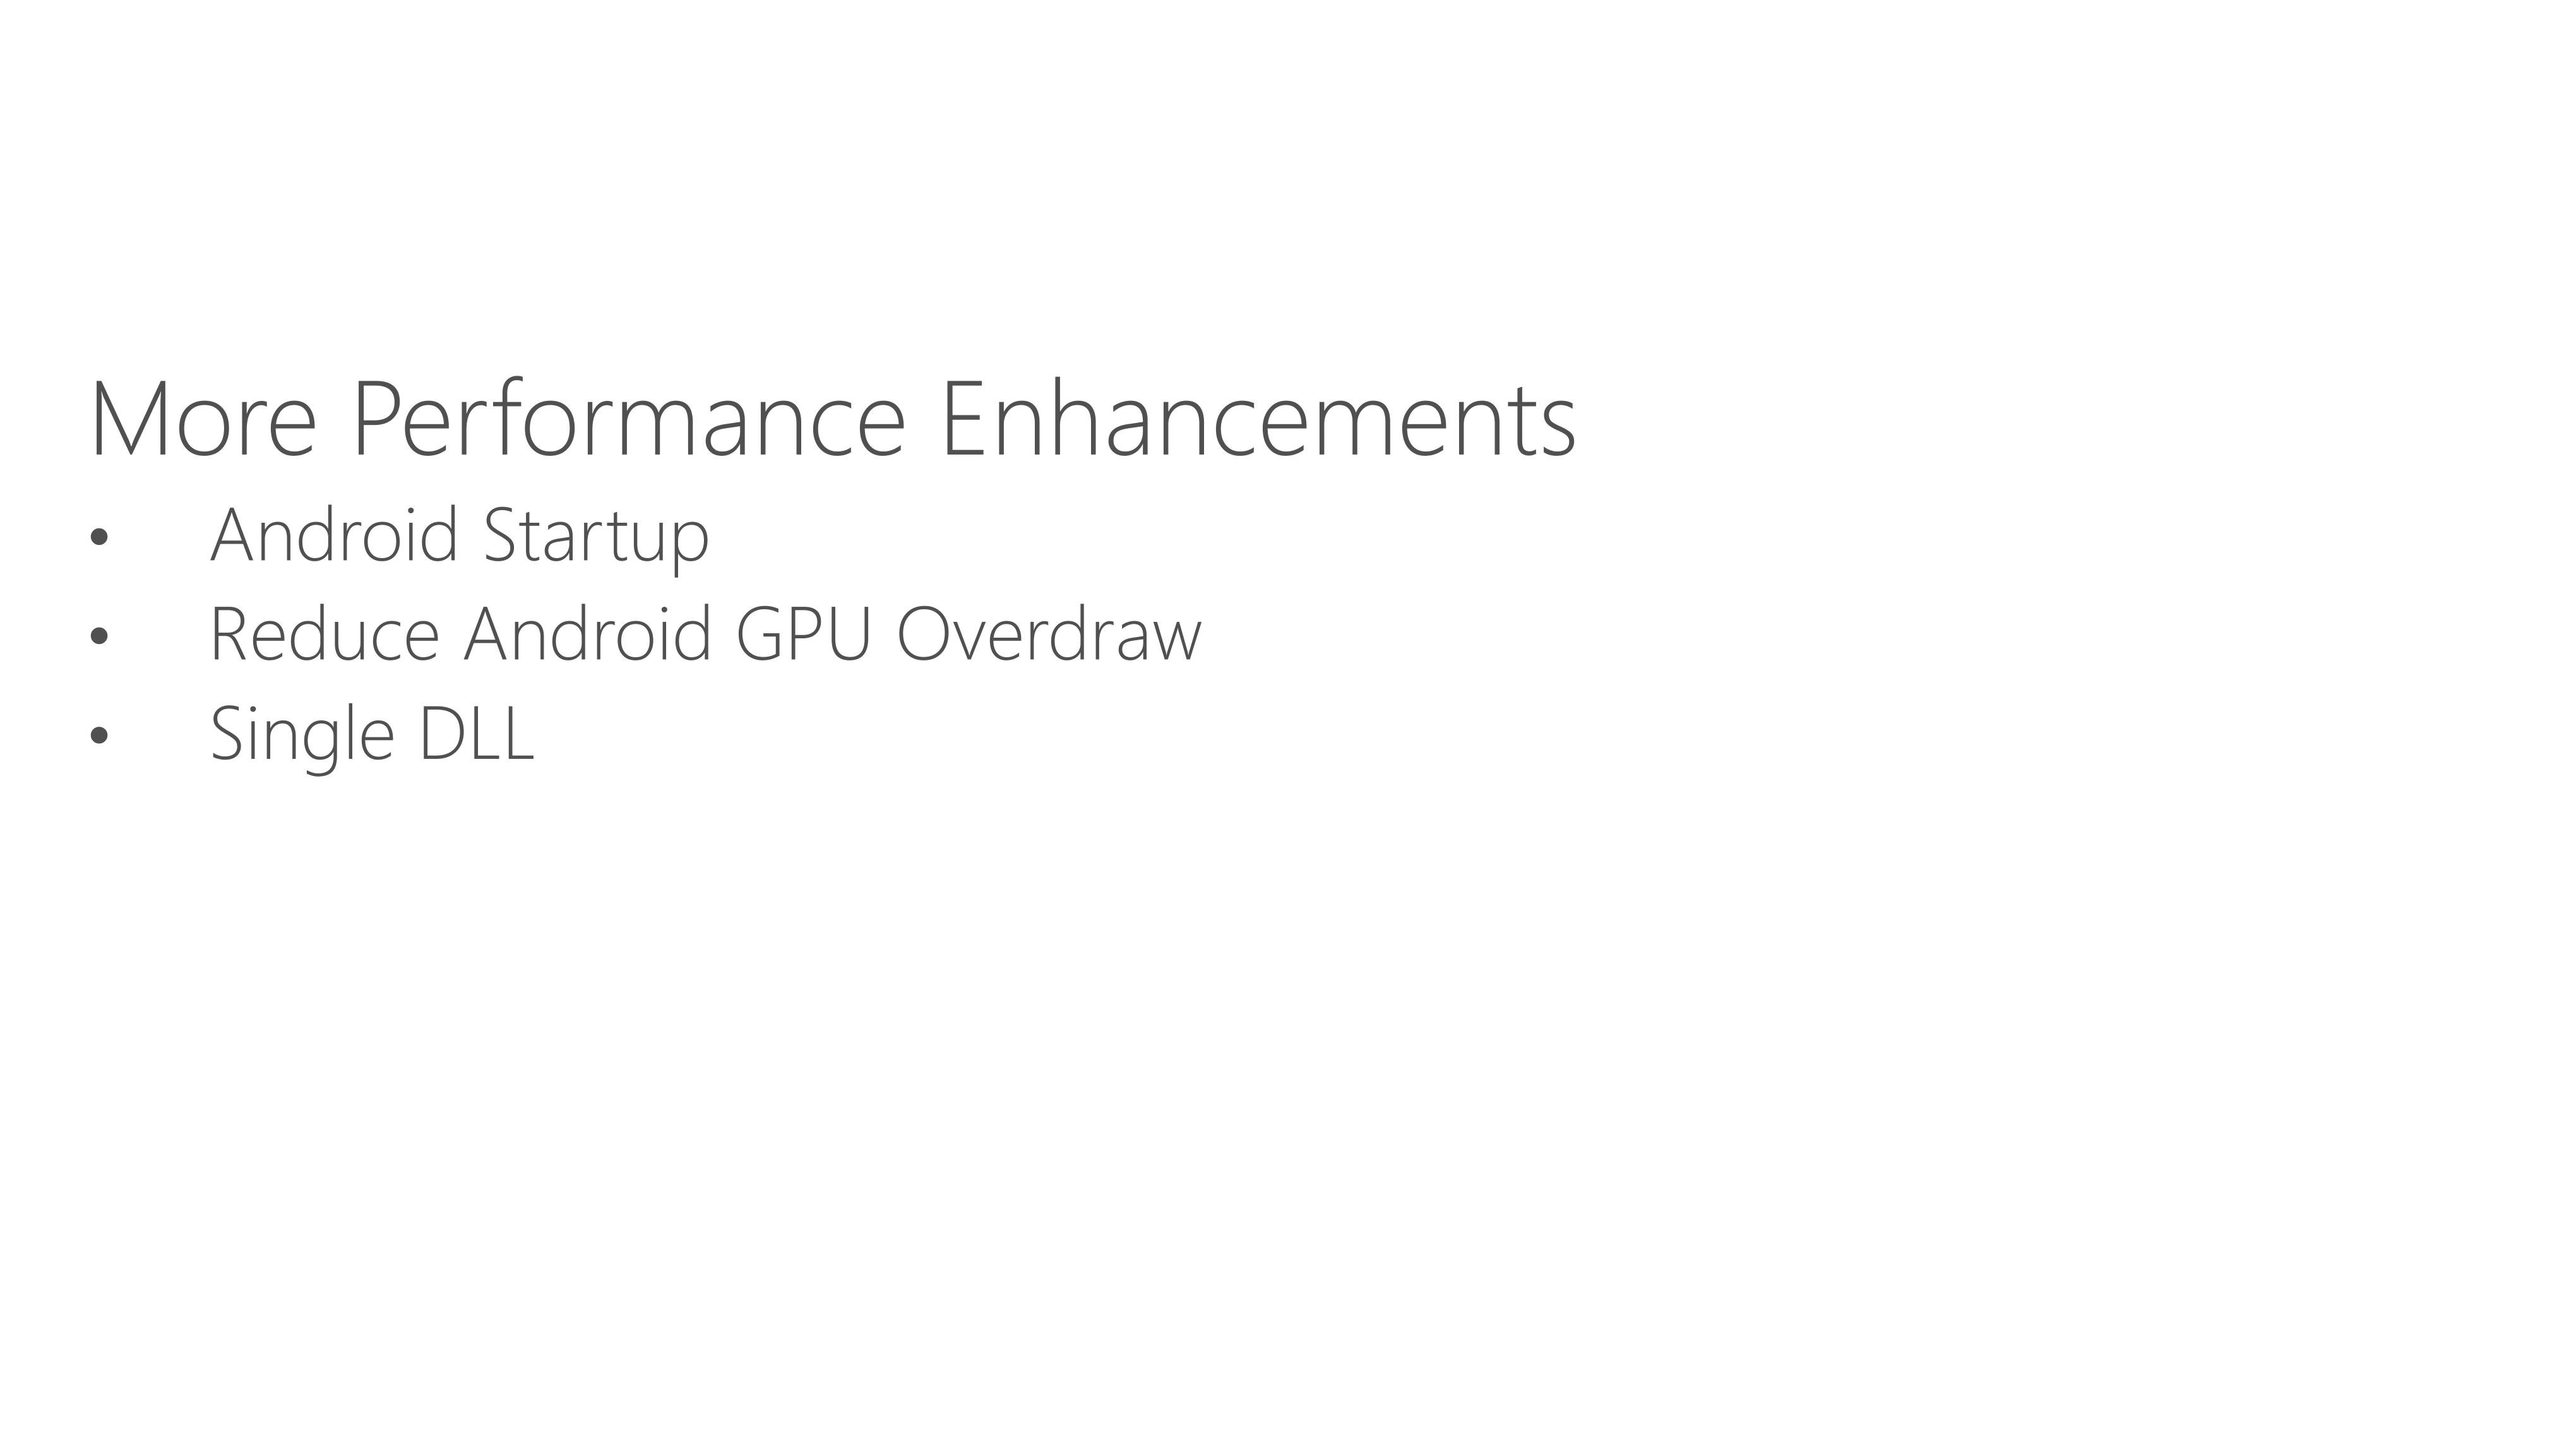 More Performance Enhancements
• Android Startup
• Reduce Android GPU Overdraw
• Single DLL